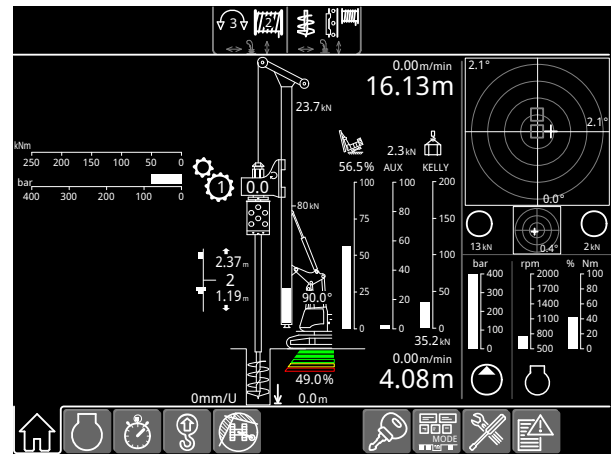 3 2
0.00m/min
16.13m
2.1°
23.7kN
2.1°
kNm
2.3kN
250 200 150 100 50 0
56.5% AUX KELLY
bar
400 300 200 100 0
1 0.0
100 100 200
0.0°
80kN
75 80 150
60
50 100
40
25 50
20
0 0 0
13kN 0.4° 2kN
2.37m
2
1.19m
90.0°
bar rpm % Nm
400 2000 100
300 1700 80
1400 60
200
1100 40
100 800 20
0 500 0
35.2kN
0.00m/min
4.08m
49.0%
0mm/U 0.0m
MODE